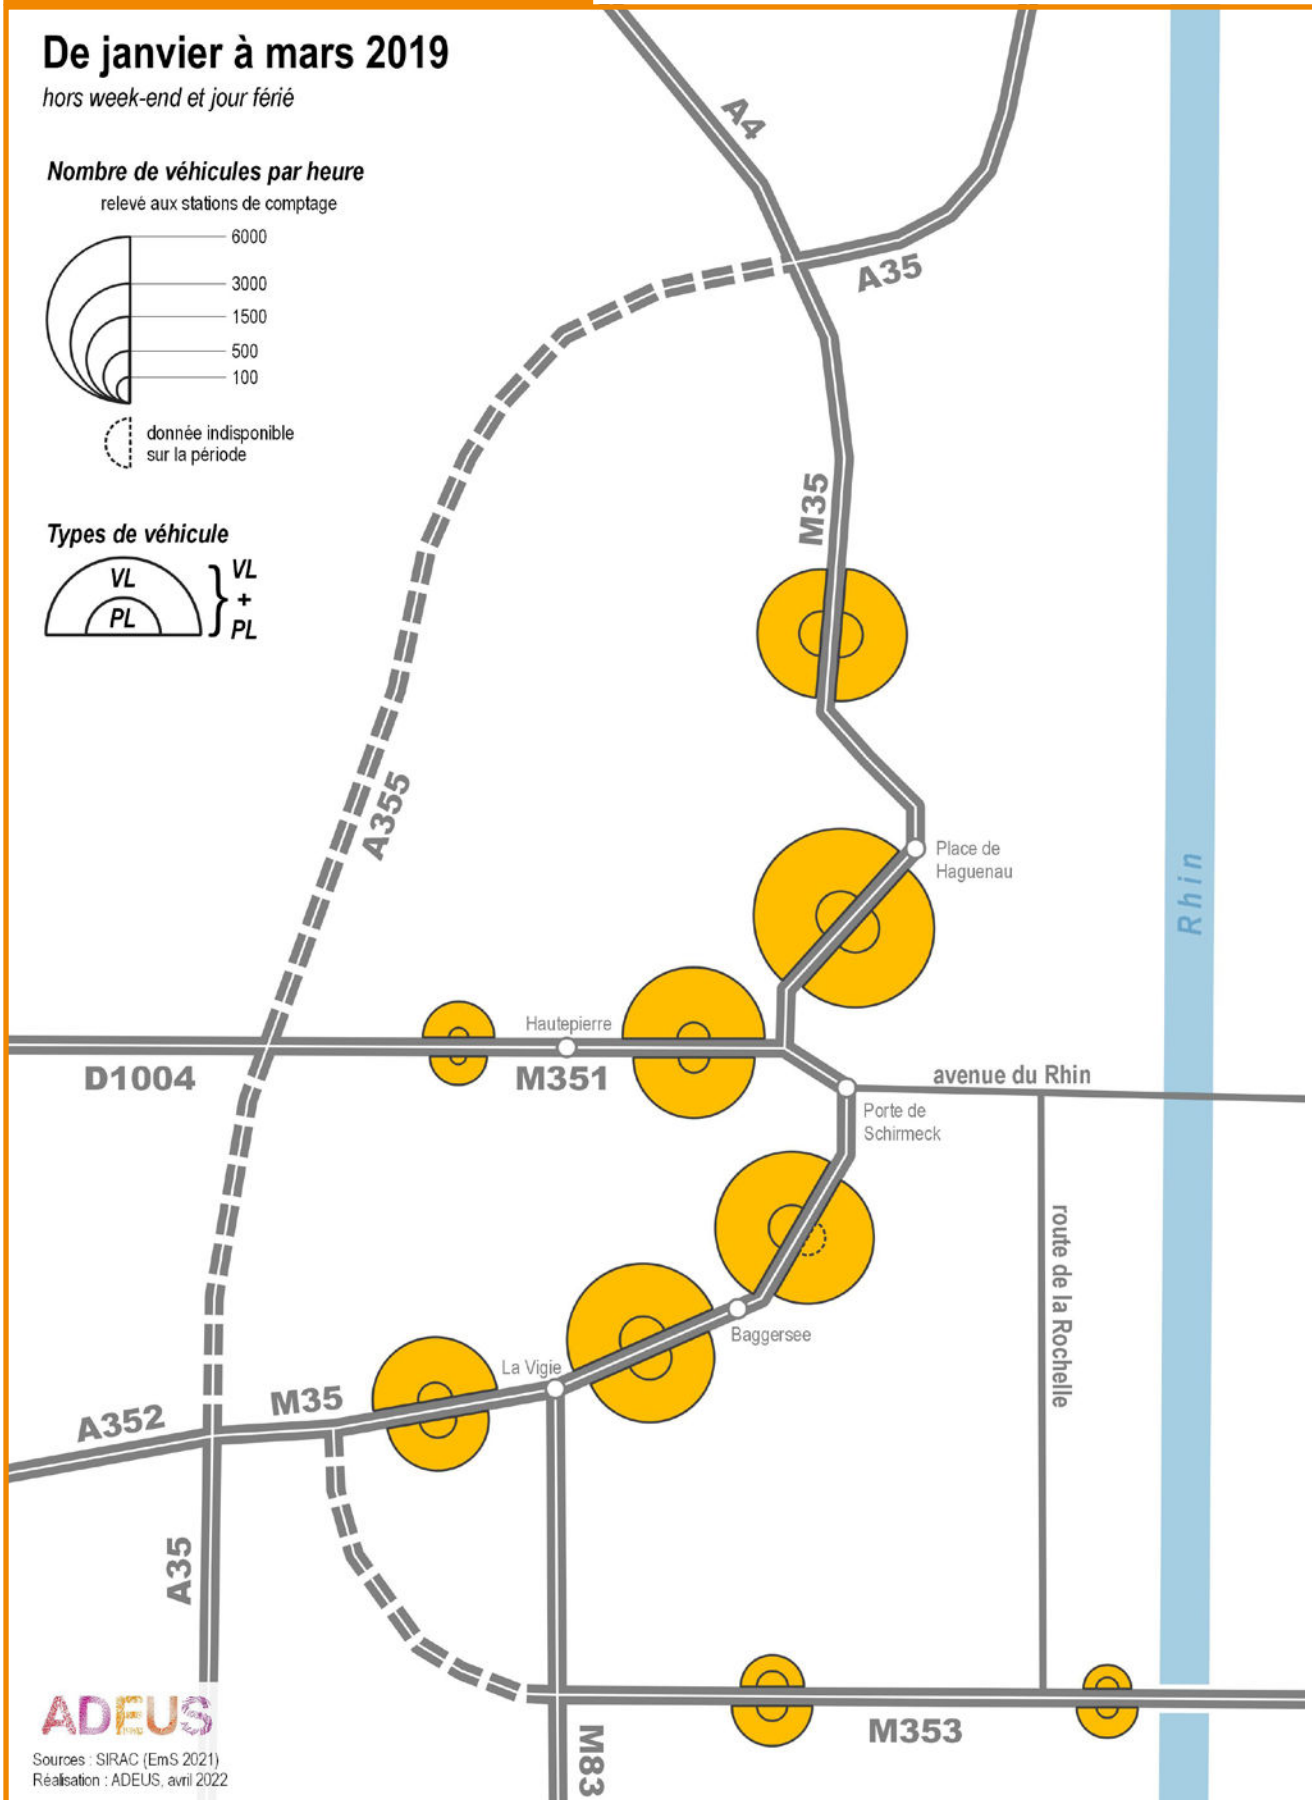 De janvier à mars 2019
hors week-end et jour férié
Nombre de véhicules par heure
relevé aux stations de comptage
6000
3000
1500
500
100
donnée indisponible
sur la période
Types de véhicule
VL
PL
VL
+
PL
A4
A35
M35
A355
Place de
Haguenau
Rhin
Hautepierre
D1004
M351
avenue du Rhin
Porte de
Schirmeck
route de la Rochelle
Baggersee
La Vigie
M35
A352
A35
M353
M83
ADEUS
Sources : SIRAC (EmS 2021)
Réalisation : ADEUS, avril 2022